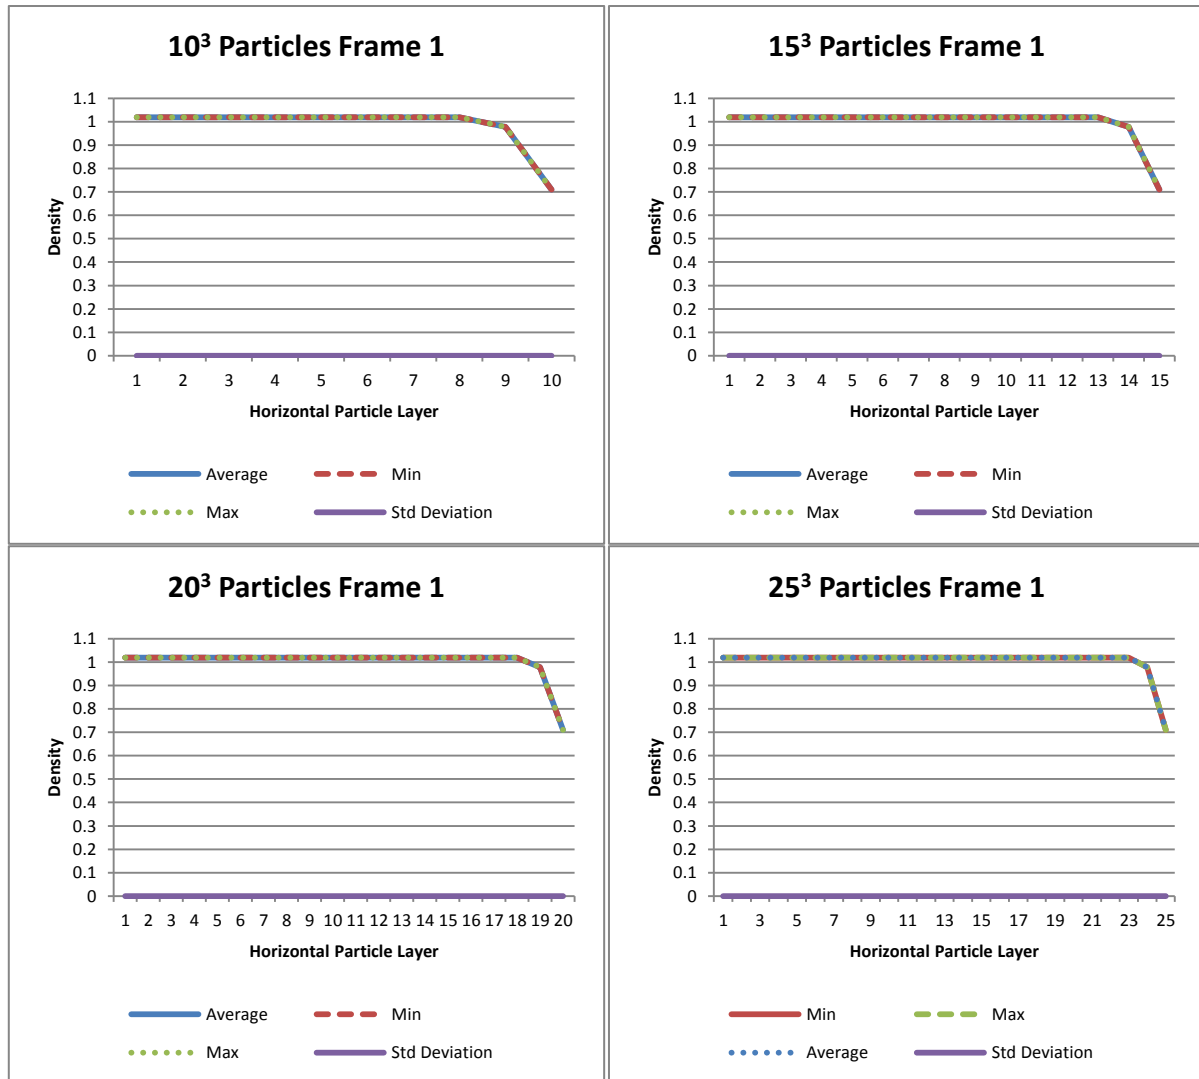 10³ Particles Frame 1
1.1
1
0.9
0.8
0.7
0.6
0.5
0.4
0.3
0.2
0.1
0
Density
1 2 3 4 5 6 7 8 9 10
Horizontal Particle Layer
Average Min
Max Std Deviation
15³ Particles Frame 1
1.1
1
0.9
0.8
0.7
0.6
0.5
0.4
0.3
0.2
0.1
0
Density
1 2 3 4 5 6 7 8 9 10 11 12 13 14 15
Horizontal Particle Layer
Average Min
Max Std Deviation
20³ Particles Frame 1
1.1
1
0.9
0.8
0.7
0.6
0.5
0.4
0.3
0.2
0.1
0
Density
1 2 3 4 5 6 7 8 9 10 11 12 13 14 15 16 17 18 19 20
Horizontal Particle Layer
Average Min
Max Std Deviation
25³ Particles Frame 1
1.1
1
0.9
0.8
0.7
0.6
0.5
0.4
0.3
0.2
0.1
0
Density
1 3 5 7 9 11 13 15 17 19 21 23 25
Horizontal Particle Layer
Min Max
Average Std Deviation